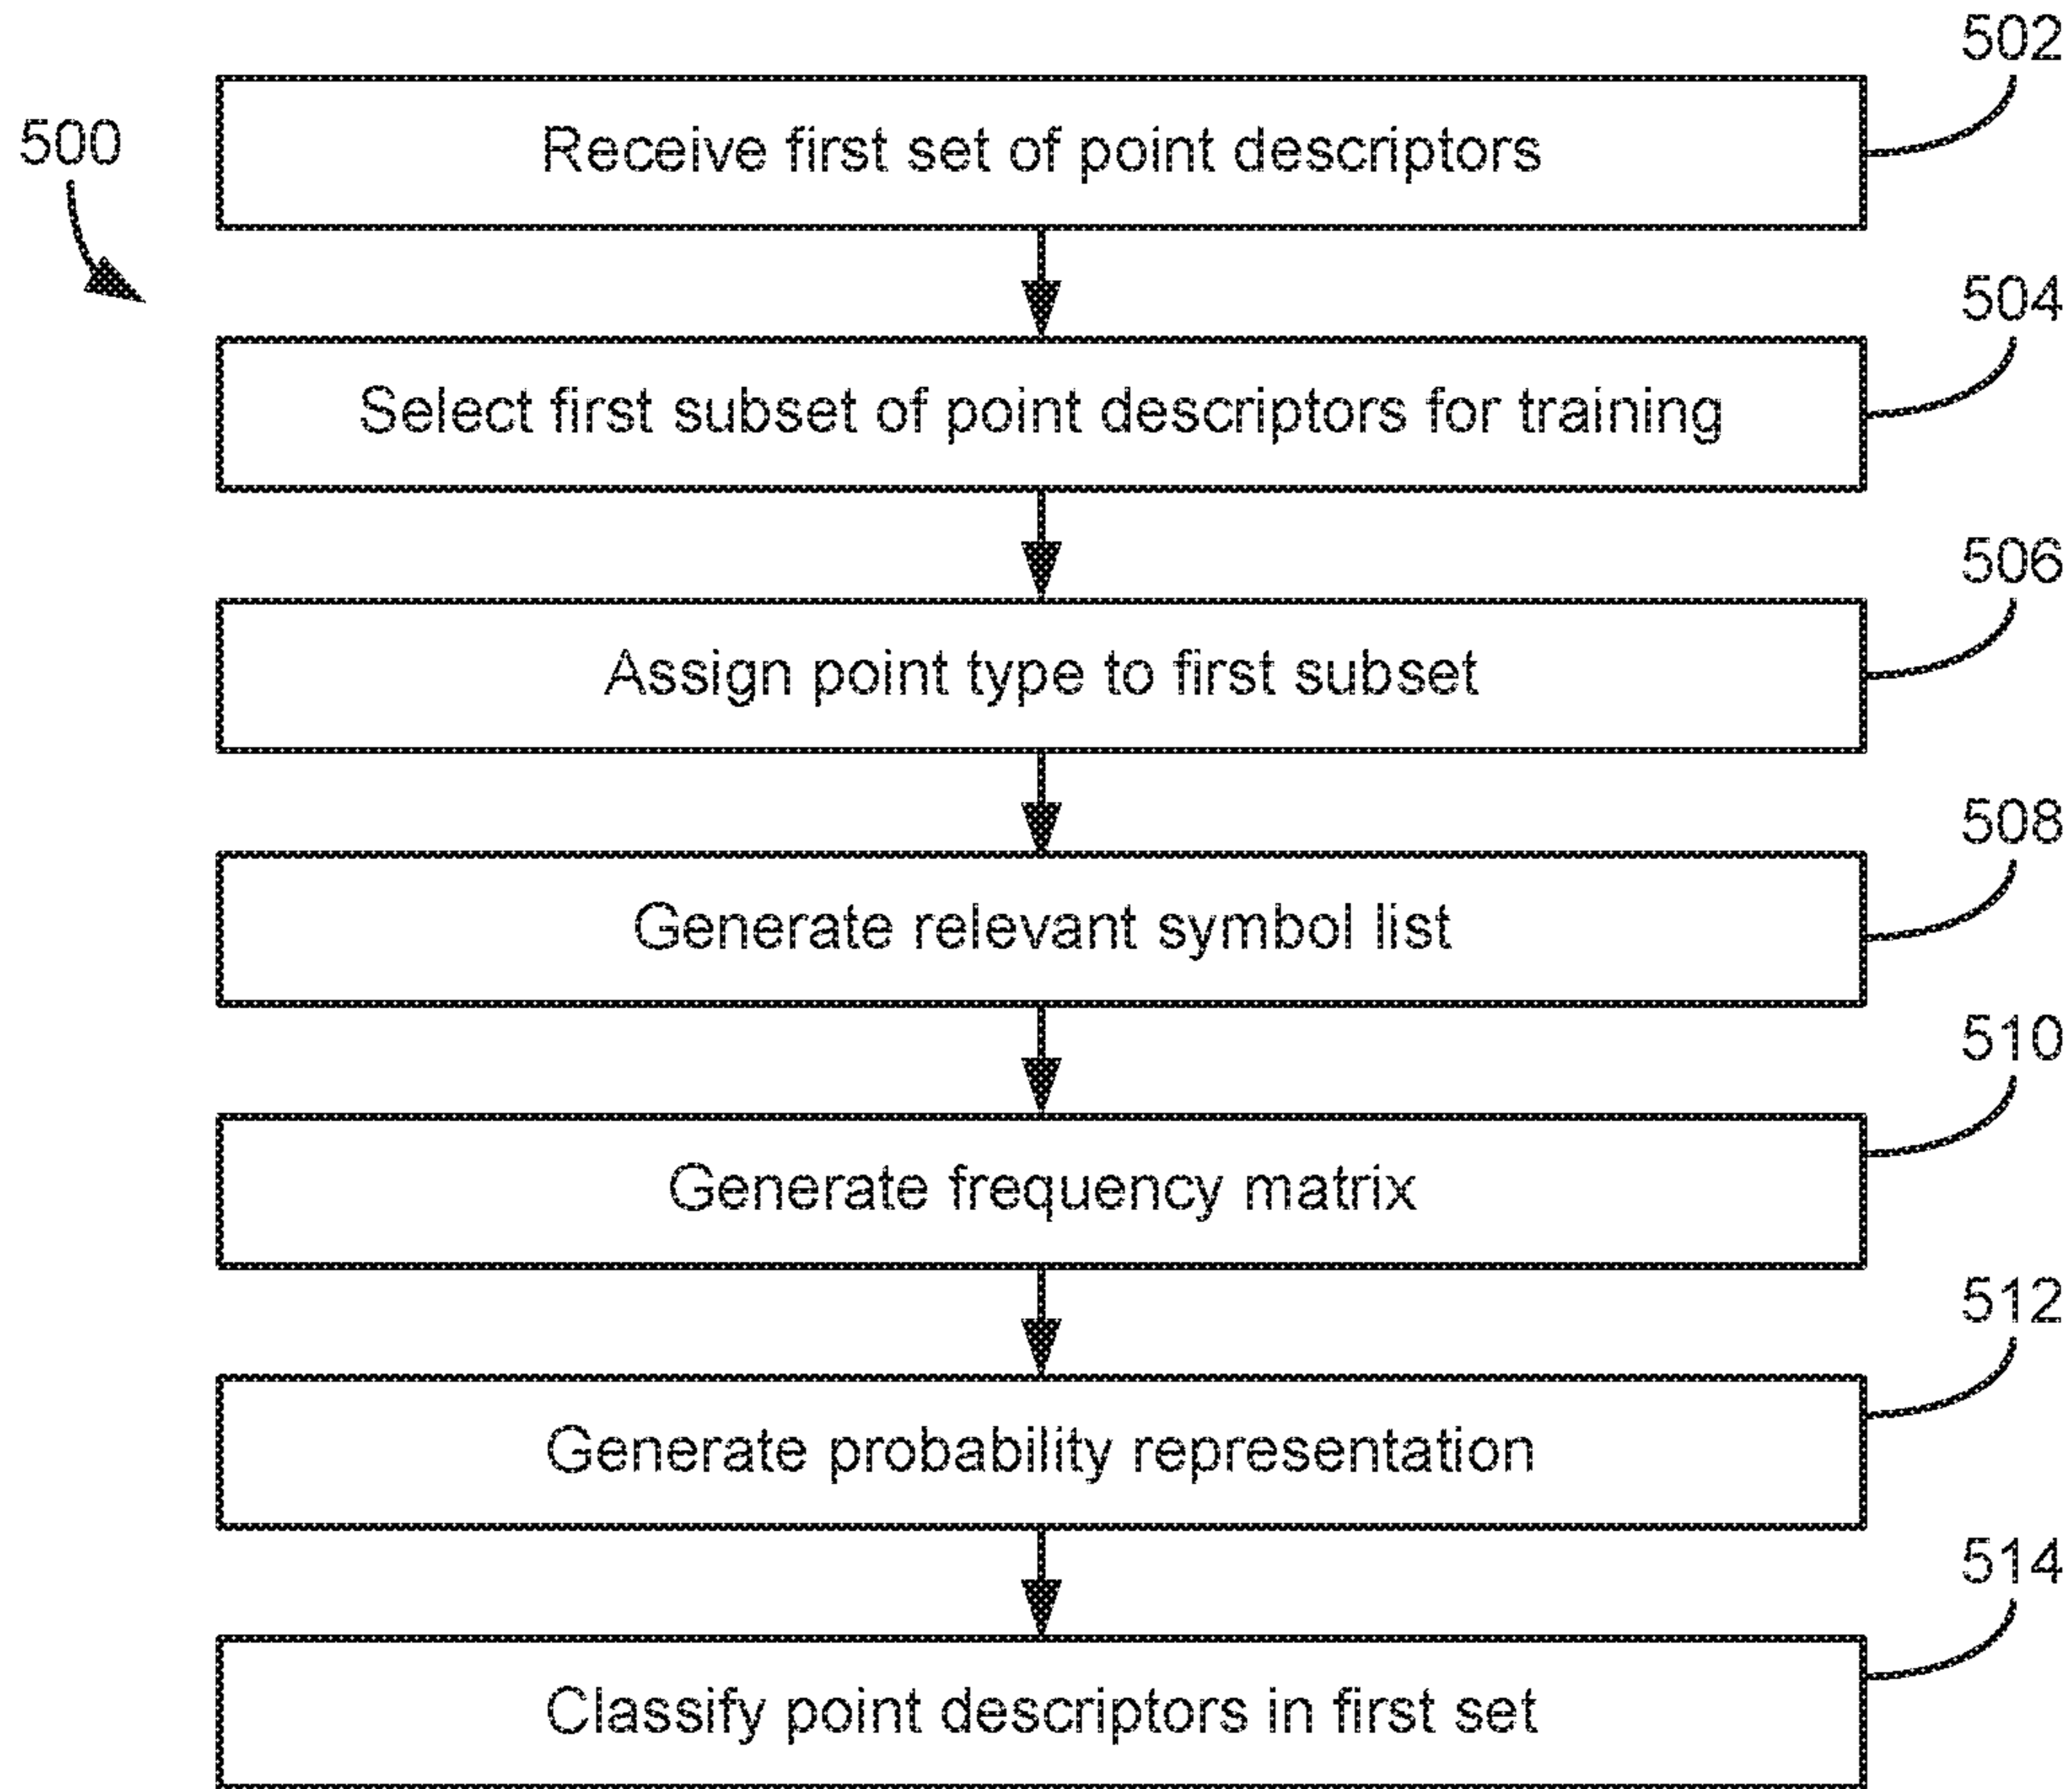 502
500
Receive first set of point descriptors
504
Select first subset of point descriptors for training
506
Assign point type to first subset
508
Generate relevant symbol list
510
Generate frequency matrix
512
Generate probability representation
514
Classify point descriptors in first set